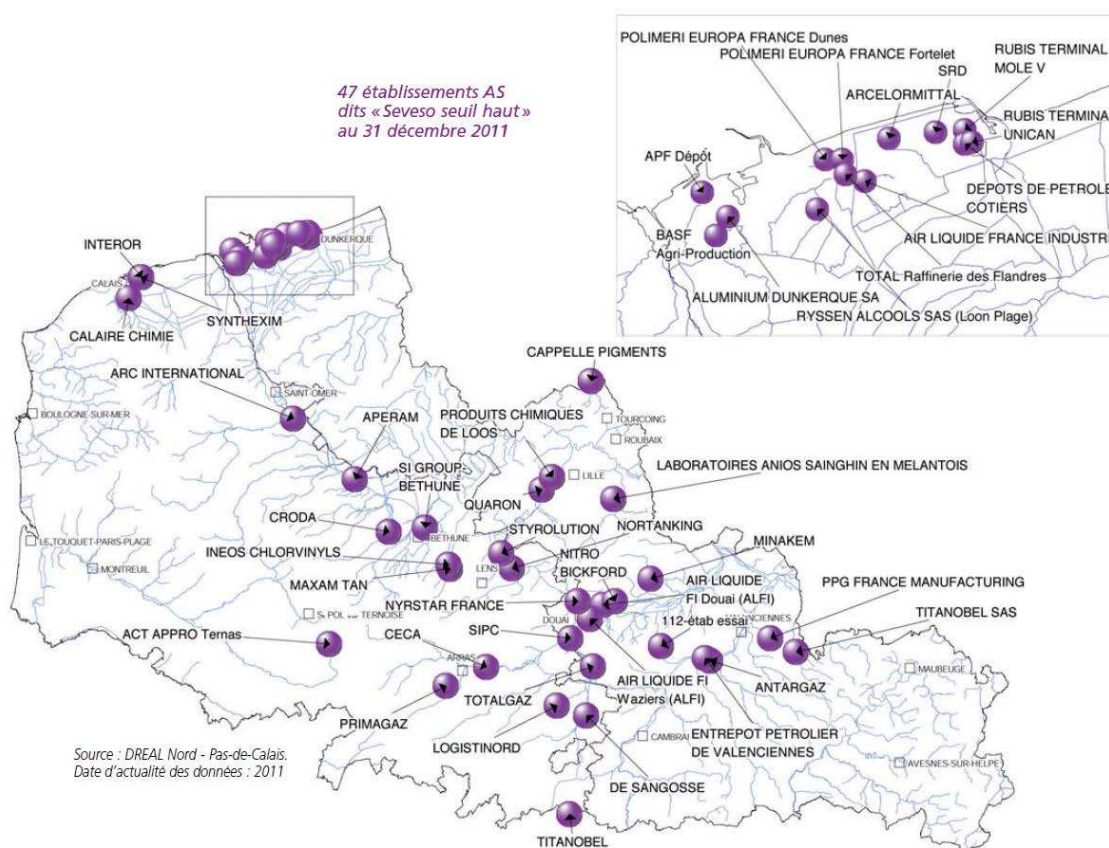 47 établissements AS
dits « Seveso seuil haut »
au 31 décembre 2011
POLIMERI EUROPA FRANCE Dunes
POLIMERI EUROPA FRANCE Fortelet
RUBIS TERMINAL
MOLE V
SRD
ARCELORMITTAL
RUBIS TERMINA
UNICAN
APF Dépôt
DEPOTS DE PETROLE
COTIERS
BASF
Agri-Production
AIR LIQUIDE FRANCE INDUSTRI
TOTAL Raffinerie des Flandres
ALUMINIUM DUNKERQUE SA
RYSSEN ALCOOLS SAS (Loon Plage)
INTEROR
DUNKERQUE
CALAIS
SYNTHEXIM
CALAIRE CHIMIE
CAPPELLE PIGMENTS
ARC INTERNATIONAL
SAINT-OMER
BOULOGNE-SUR-MER
APERAM
PRODUITS CHIMIQUES
DE LOOS
TOURCOING
ROUBAIX
SI GROUP-
BETHUNE
LILLE
LABORATOIRES ANIOS SAINGHIN EN MELANTOIS
QUARON
CRODA
STYROLUTION
NORTANKING
LE TOUQUET-PARIS-PLAGE
BETHUNE
INEOS CHLORVINYLS
NITRO
BICKFORD
MINAKEM
MONTREUIL
MAXAM TAN
LENS
AIR LIQUIDE
FI Douai (ALFI)
PPG FRANCE MANUFACTURING
NYRSTAR FRANCE
TITANOBEL SAS
DOUAI
112-étab essai
ENCIENNES
ACT APPRO Ternas
CECA
SIPC
ARRAS
MAUBEUGE
AIR LIQUIDE FI
Waziers (ALFI)
ANTARGAZ
TOTALGAZ
PRIMAGAZ
LOGISTINORD
CAMBRAI
ENTREPOT PETROLIER
DE VALENCIENNES
AVESNES-SUR-HELPE
Source : DREAL Nord - Pas-de-Calais.
Date d'actualité des données : 2011
DE SANGOSSE
TITANOBEL